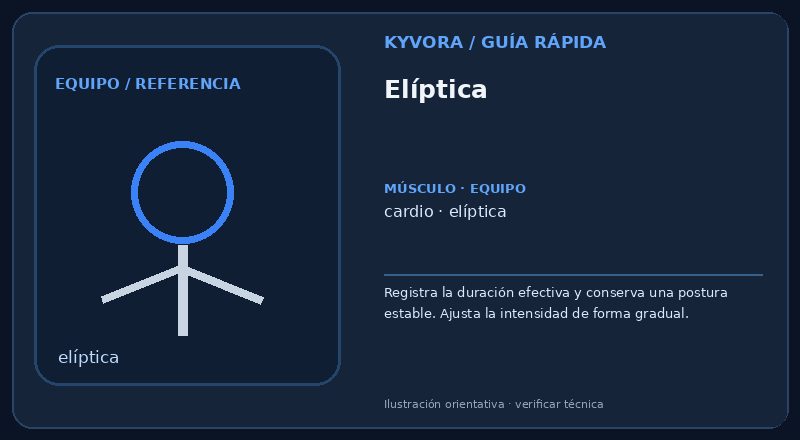 EQUIPO / REFERENCIA
elíptica
KYVORA / GUÍA RÁPIDA
Elíptica
MÚSCULO · EQUIPO
cardio · elíptica
Registra la duración efectiva y conserva una postura
estable. Ajusta la intensidad de forma gradual.
Ilustración orientativa · verificar técnica